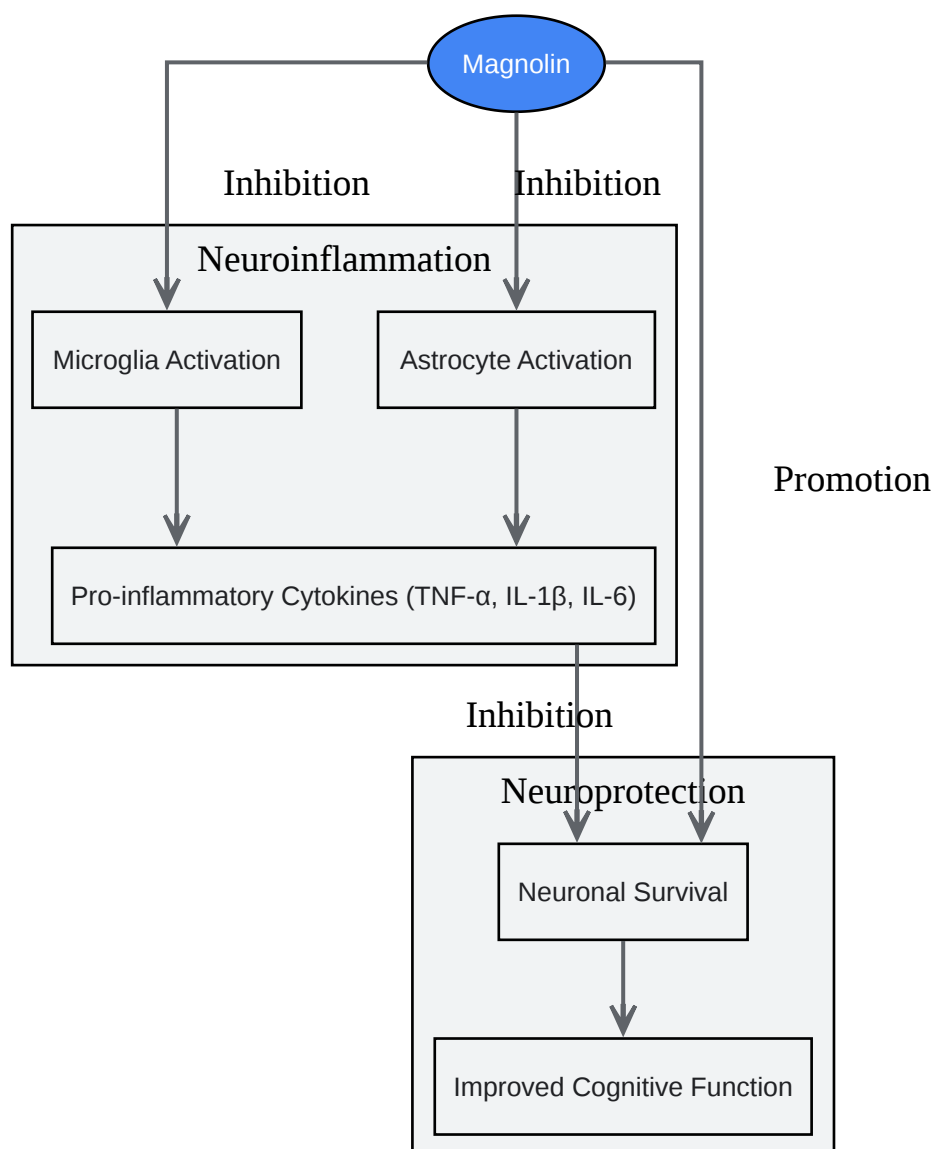 Magnolin
Inhibition
Inhibition
Neuroinflammation
Microglia Activation
Astrocyte Activation
Promotion
Pro-inflammatory Cytokines (TNF-α, IL-1β, IL-6)
Inhibition
Neuroprotection
Neuronal Survival
Improved Cognitive Function